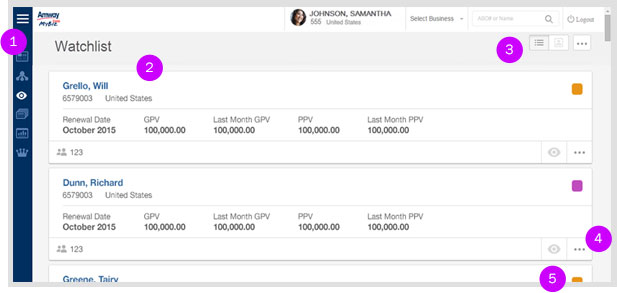 Amway
MYBIZ
JOHNSON, SAMANTHA
555 United States
Select Business
ABO# or Name
Logout
1
Watchlist
3
2
Grello, Will
6579003 United States
Renewal Date GPV Last Month GPV PPV Last Month PPV
October 2015 100,000.00 100,000.00 100,000.00 100,000.00
123
Dunn, Richard
6579003 United States
Renewal Date GPV Last Month GPV PPV Last Month PPV
October 2015 100,000.00 100,000.00 100,000.00 100,000.00
4
123
5
Greene, Tairy